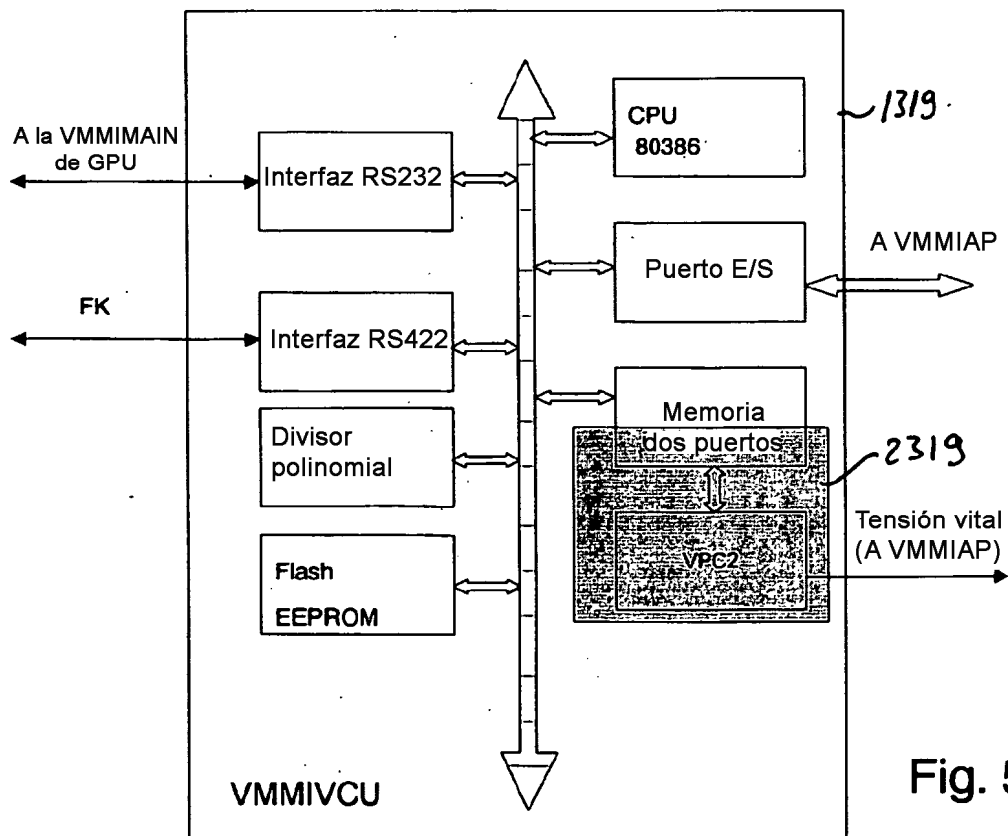 CPU
80386
1319
A la VMMIMAIN
de GPU
Interfaz RS232
Puerto E/S
A VMMIAP
FK
Interfaz RS422
Memoria
dos puertos
2319
Divisor
polinomial
Tensión vital
(A VMMIAP)
VPC2
Flash
EEPROM
VMMIVCU
Fig. 5